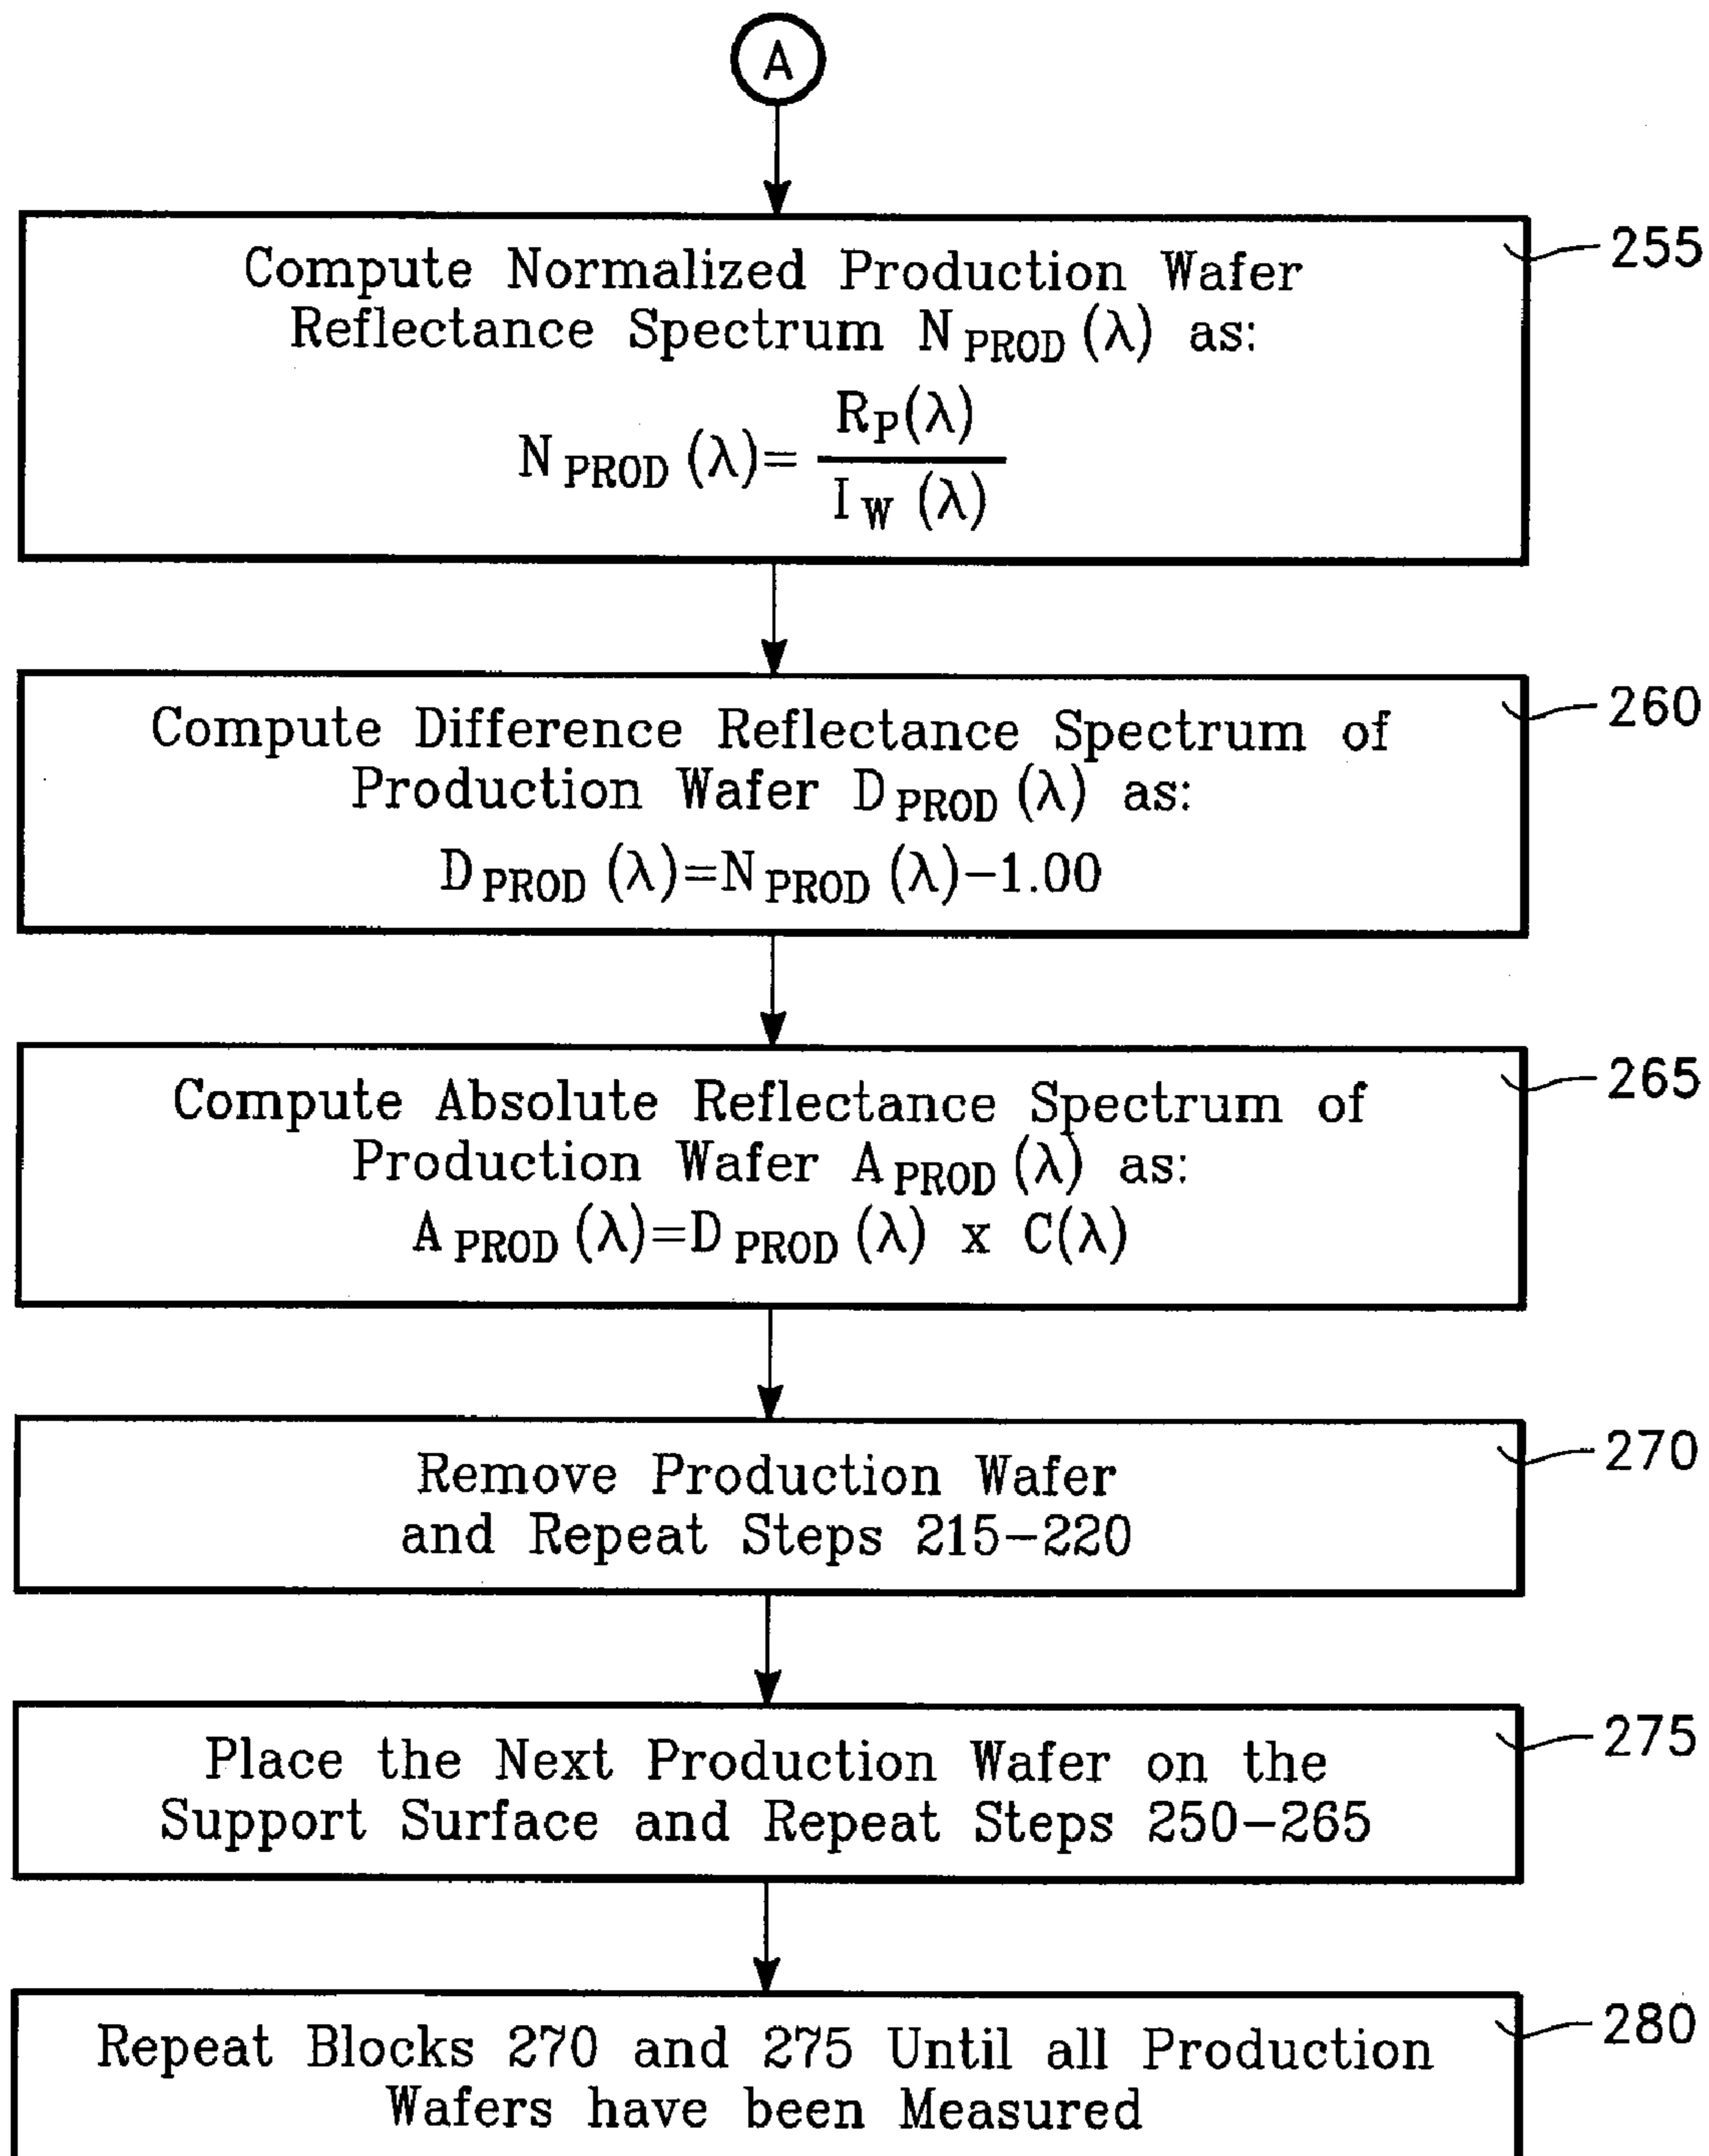 A
255
Compute Normalized Production Wafer
Reflectance Spectrum N PROD (λ) as:
N PROD (λ)= RP(λ)
I W (λ)
260
Compute Difference Reflectance Spectrum of
Production Wafer D PROD (λ) as:
D PROD (λ)=N PROD (λ)-1.00
265
Compute Absolute Reflectance Spectrum of
Production Wafer A PROD (λ) as:
A PROD (λ)=D PROD (λ) x C(λ)
270
Remove Production Wafer
and Repeat Steps 215-220
275
Place the Next Production Wafer on the
Support Surface and Repeat Steps 250-265
280
Repeat Blocks 270 and 275 Until all Production
Wafers have been Measured